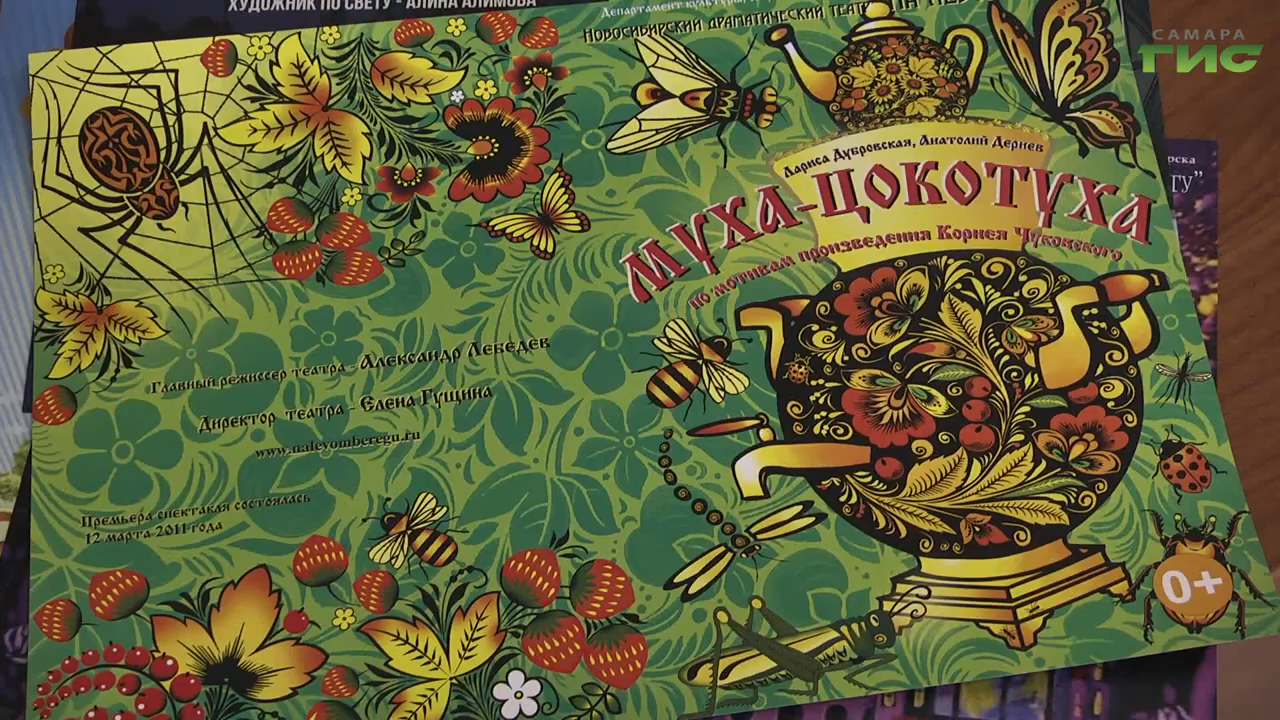 ХУДОЖНИК ПО СВЕТУ - АЛИНА АЛИМОВА
САМАРА
ГИС
Департамент культуры,
Новосибирский драматический театр
Лариса Дубровская, Анатолий Дериев
МУХА-ЦОКОТУХА
по мотивам произведения Корнея Чуковского
Главный режиссер театра - Александр Лебедев
Директор театра - Елена Гущина
www.nalevomberegu.ru
Премьера спектакля состоялась
12 марта 2011 года
0+